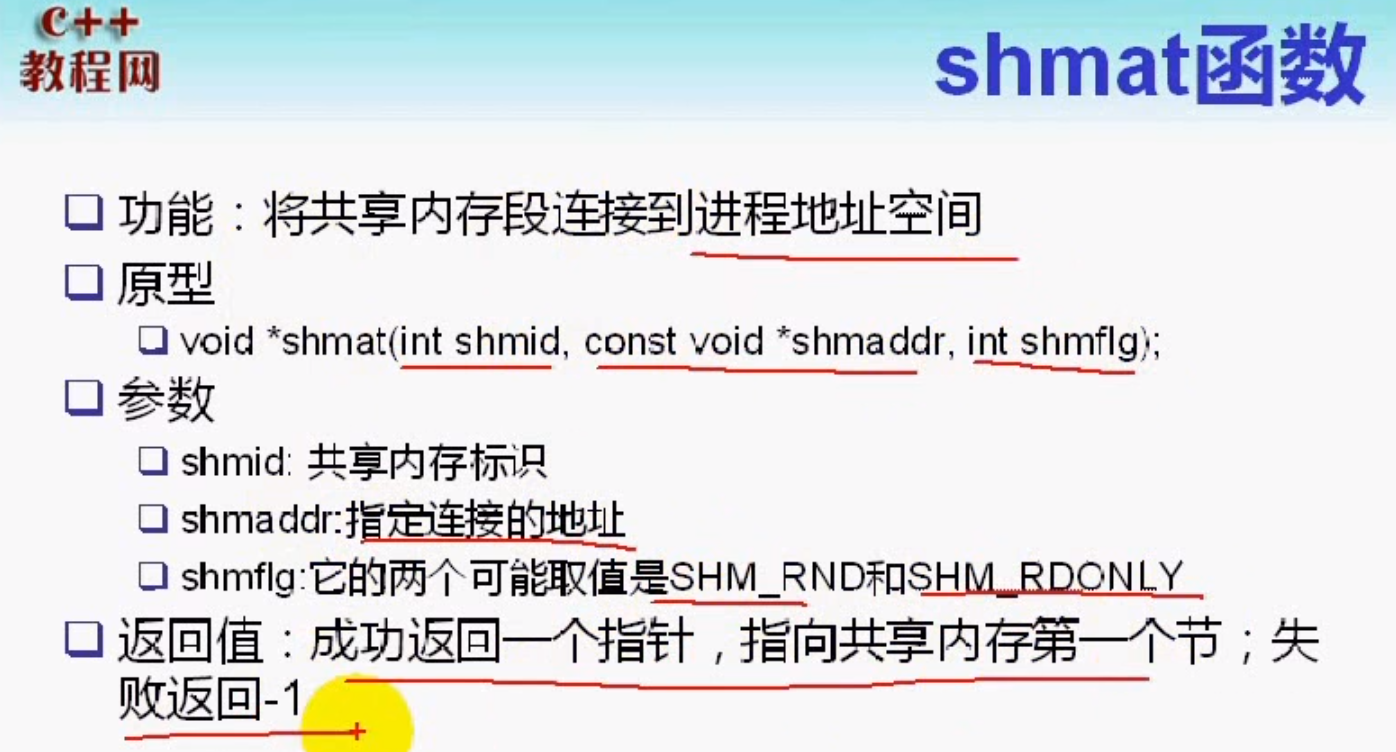 C++
教程网
shmat函数
功能：将共享内存段连接到进程地址空间
原型
void *shmat(int shmid, const void *shmaddr, int shmflg);
参数
shmid: 共享内存标识
shmaddr:指定连接的地址
shmflg:它的两个可能取值是SHM_RND和SHM_RDONLY
返回值：成功返回一个指针，指向共享内存第一个节；失
败返回-1